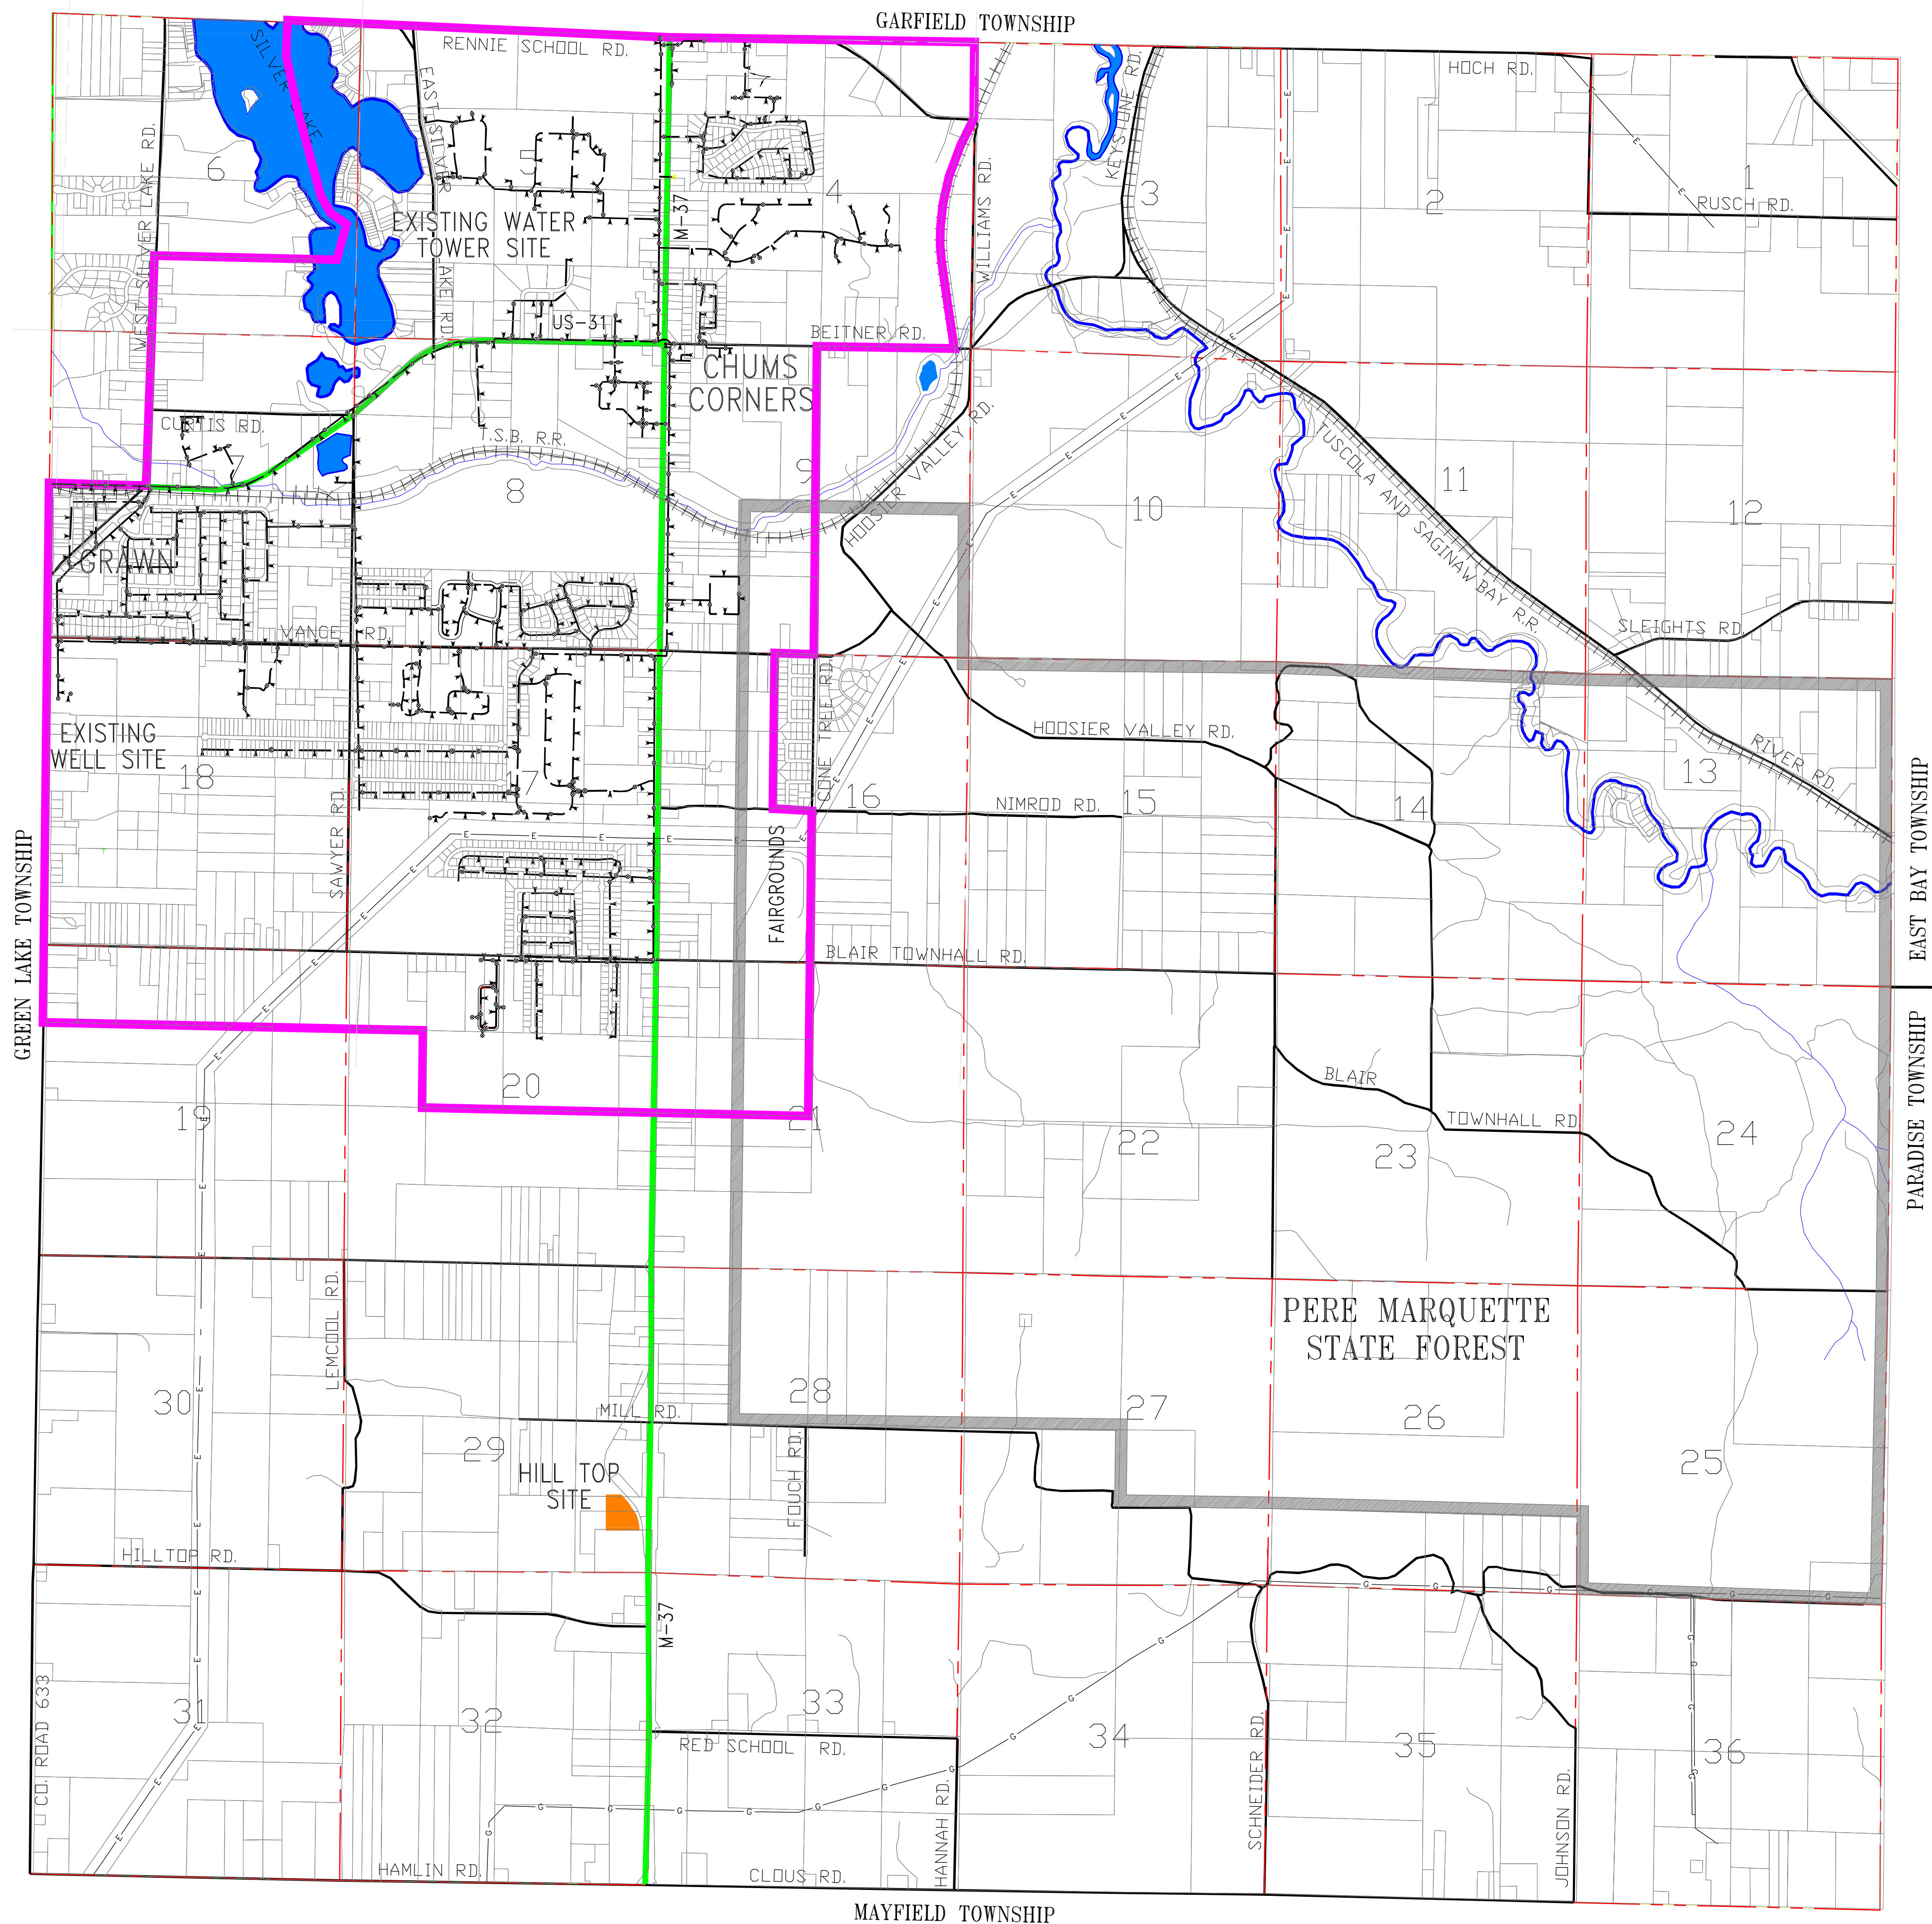 GARFIELD TOWNSHIP
RENNIE SCHOOL RD.
HOCH RD.
SILVER LAKE
EAST SILVER LAKE RD.
KEYSTONE RD.
WEST SILVER LAKE RD.
6
5
4
3
2
1
RUSCH RD.
M-37
WILLIAMS RD.
EXISTING WATER
TOWER SITE
US-31
BEITNER RD.
CHUMS
CORNERS
CURTIS RD.
T.S.B. R.R.
HOOSIER VALLEY RD.
TUSCOLA AND SAGINAW BAY R.R.
7
8
9
10
11
12
GRAWN
VANCE RD.
SLEIGHTS RD.
EXISTING
WELL SITE
CONE TREE RD.
HOOSIER VALLEY RD.
RIVER RD.
18
17
16
15
14
13
NIMROD RD.
SAWYER RD.
FAIRGROUNDS
GREEN LAKE TOWNSHIP
EAST BAY TOWNSHIP
BLAIR TOWNHALL RD.
PARADISE TOWNSHIP
BLAIR
TOWNHALL RD.
19
20
21
22
23
24
LEMCOOL RD.
PERE MARQUETTE
STATE FOREST
30
29
28
27
26
25
MILL RD.
FOUCH RD.
HILL TOP
SITE
HILLTOP RD.
M-37
31
32
33
34
35
36
CO. ROAD 633
RED SCHOOL RD.
HANNAH RD.
SCHNEIDER RD.
JOHNSON RD.
HAMLIN RD.
CLOUS RD.
MAYFIELD TOWNSHIP